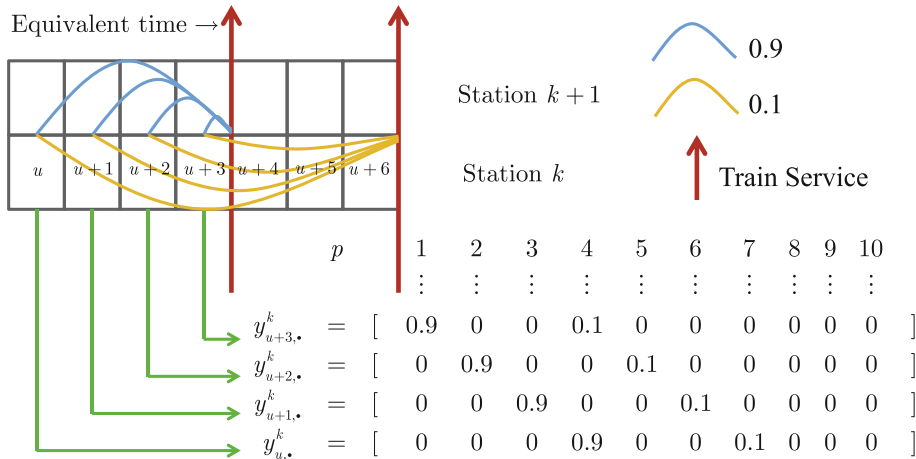 Equivalent time →
0.9
0.1
Station k + 1
Station k
Train Service
u u + 1 u + 2 u + 3 u + 4 u + 5 u + 6
p 1 2 3 4 5 6 7 8 9 10
⋮ ⋮ ⋮ ⋮ ⋮ ⋮ ⋮ ⋮ ⋮ ⋮
y^k_{u+3,•} = [ 0.9 0 0 0.1 0 0 0 0 0 0 ]
y^k_{u+2,•} = [ 0 0.9 0 0 0.1 0 0 0 0 0 ]
y^k_{u+1,•} = [ 0 0 0.9 0 0 0.1 0 0 0 0 ]
y^k_{u,•} = [ 0 0 0 0.9 0 0 0.1 0 0 0 ]